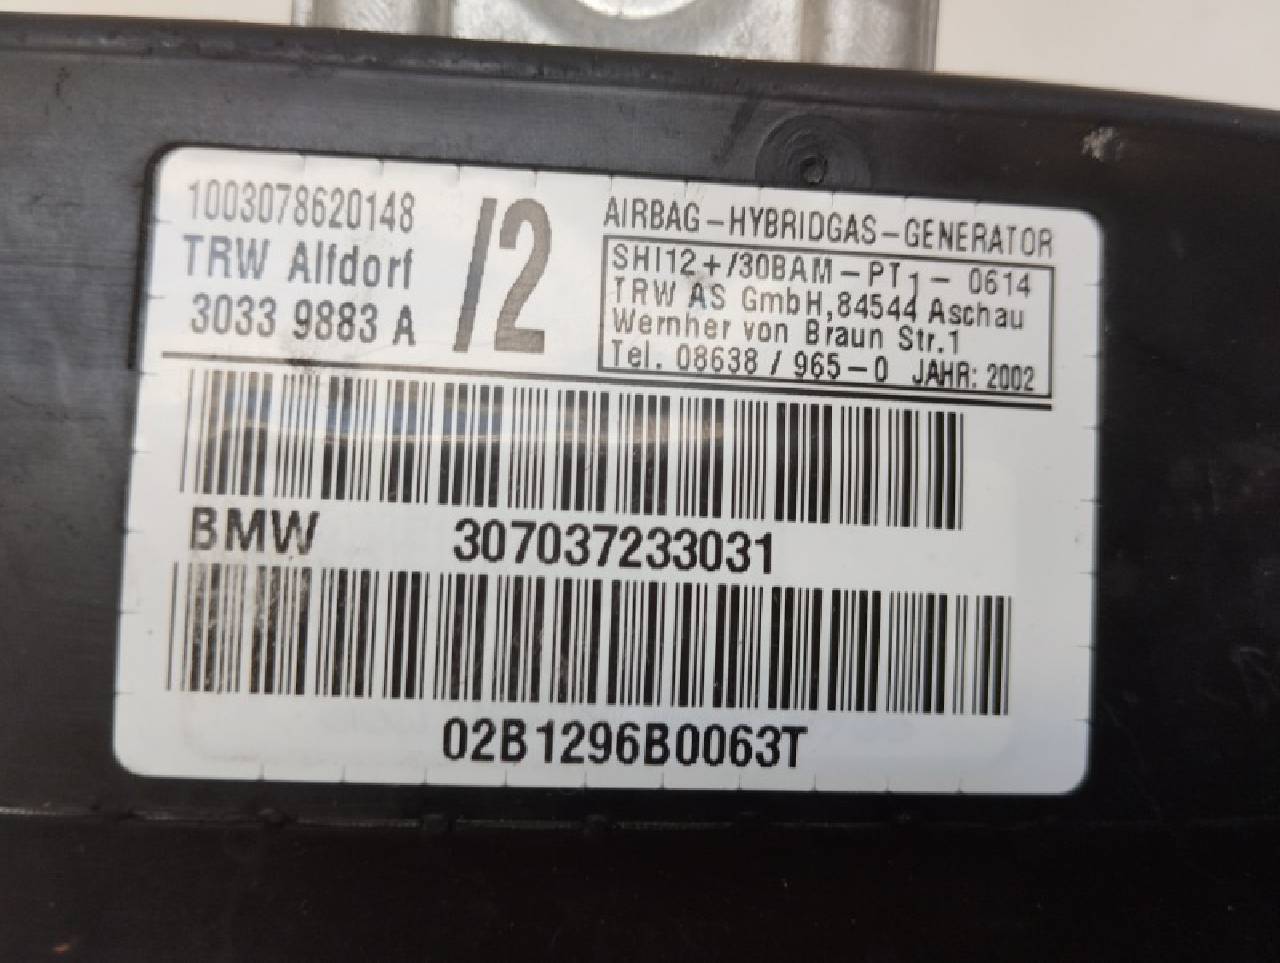 1003078620148
TRW Alfdorf
3033 9883 A
/2
AIRBAG-HYBRIDGAS-GENERATOR
SHI12+/30BAM-PT1-0614
TRW AS GmbH,84544 Aschau
Wernher von Braun Str.1
Tel. 08638 / 965-0 JAHR: 2002
BMW 307037233031
02B1296B0063T